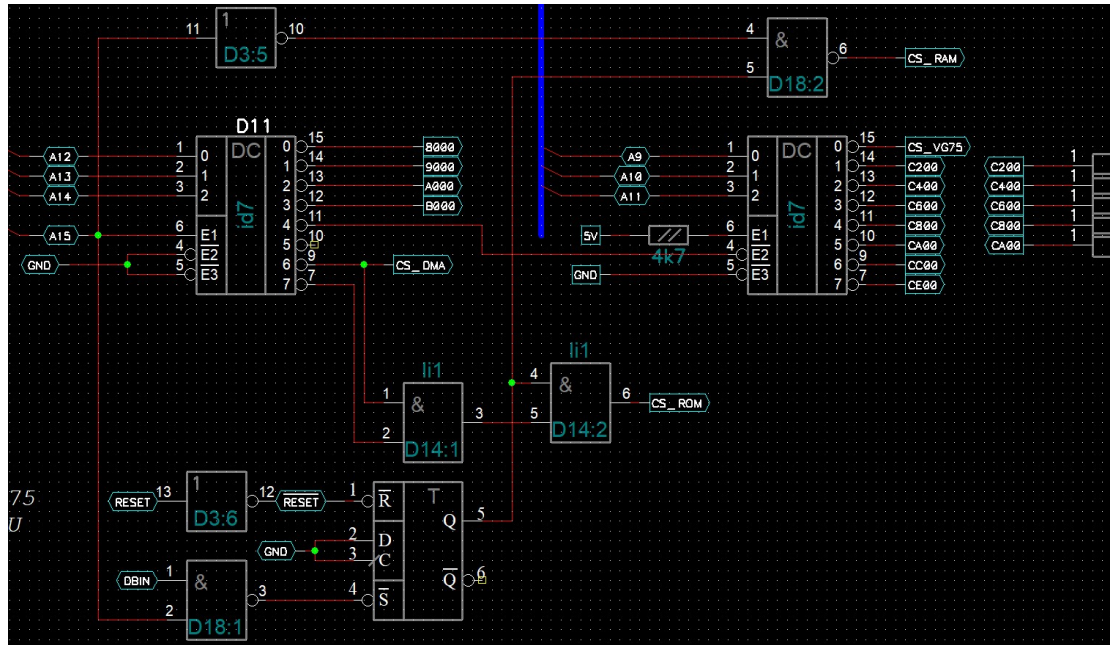 11 1 10 D3:5
4 & 6 CS_RAM
5 D18:2
D11
A12 1 0 DC 0 15 8000
A13 2 1 1 14 9000
A14 3 2 2 13 A000
3 12 B000
A15 6 E1 id7 4 11
4 E2 5 10
GND 5 E3 6 9 CS_DMA
7
A9 1 0 DC 0 15 CS_VG75
A10 2 1 1 14 C200
A11 3 2 2 13 C400
3 12 C600
5V 4k7 6 E1 id7 4 11 C800
4 E2 5 10 CA00
GND 5 E3 6 9 CC00
7 7 CE00
C200 1
C400 1
C600 1
C800 1
CA00 1
li1
1 & 3
2 D14:1
li1
4 & 6 CS_ROM
5 D14:2
75
U
RESET 13 1 12 RESET 1 R T
D3:6
Q 5
GND 2 D
3 C
Q 6
DBIN 1 & 3 4 S
2 D18:1